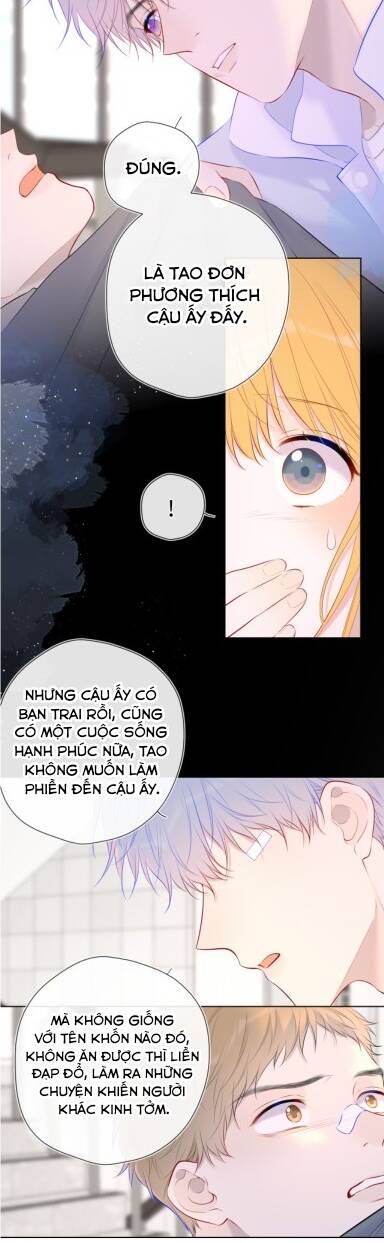 ĐÚNG.
LÀ TAO ĐƠN
PHƯƠNG THÍCH
CẬU ẤY ĐẤY.
!
NHƯNG CẬU ẤY CÓ
BẠN TRAI RỒI, CŨNG
CÓ MỘT CUỘC SỐNG
HẠNH PHÚC NỮA, TAO
KHÔNG MUỐN LÀM
PHIỀN ĐẾN CẬU ẤY.
MÀ KHÔNG GIỐNG
VỚI TÊN KHỐN NÀO ĐÓ,
KHÔNG ĂN ĐƯỢC THÌ LIỀN
ĐẠP ĐỔ, LÀM RA NHỮNG
CHUYỆN KHIẾN NGƯỜI
KHÁC KINH TỞM.